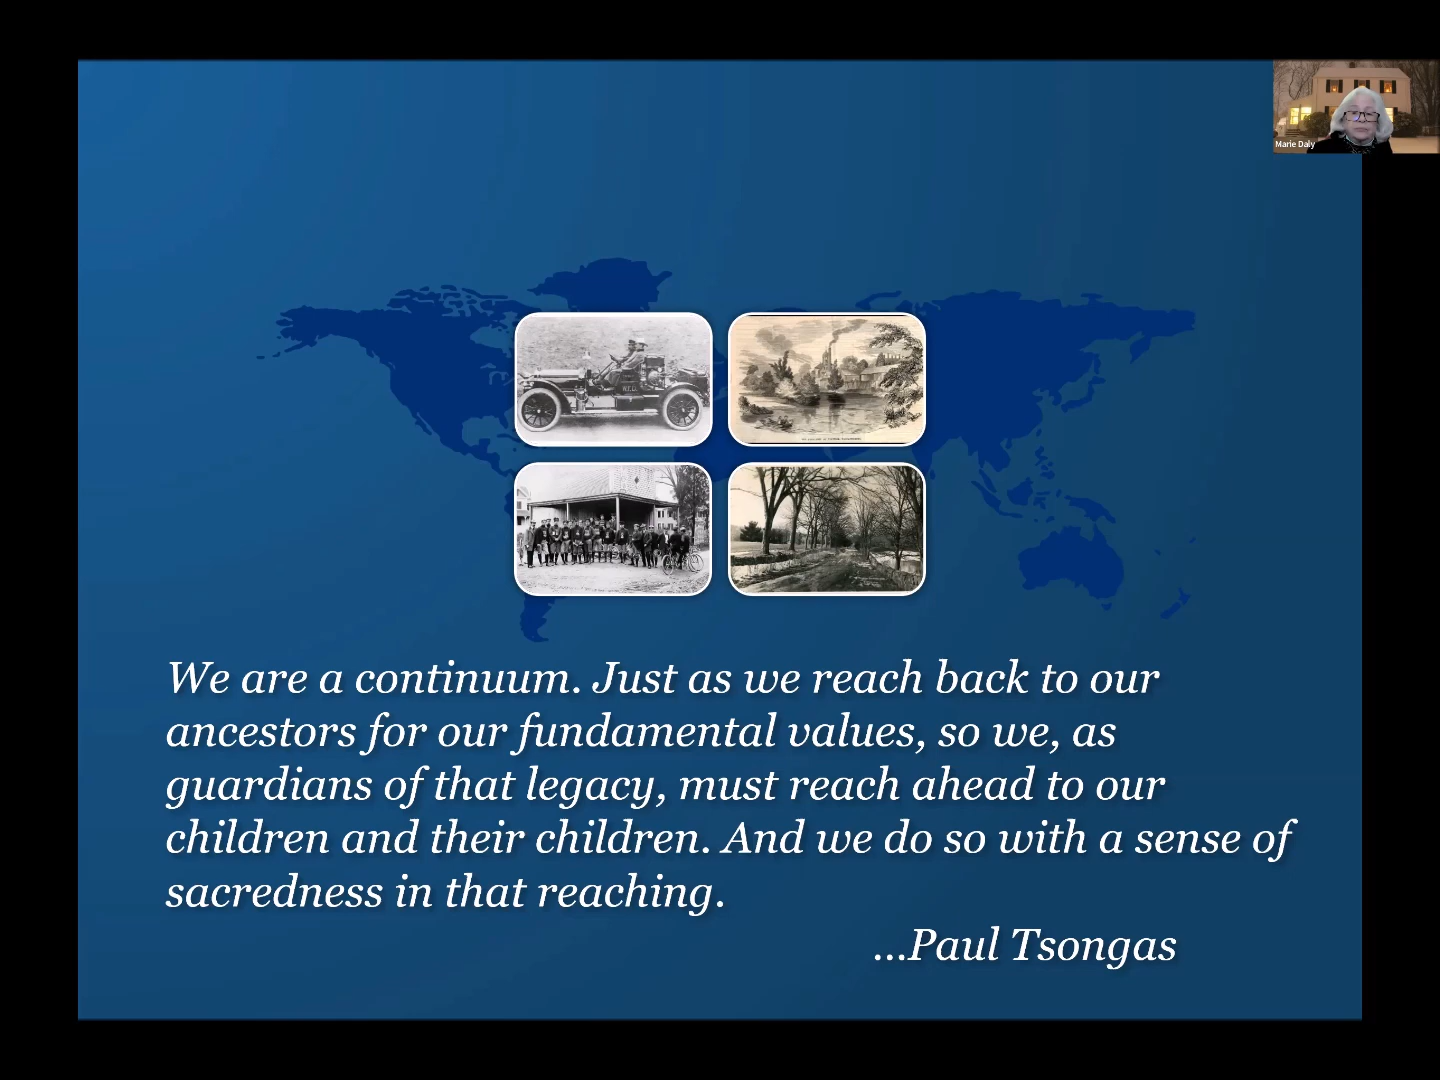 Marie Daly
We are a continuum. Just as we reach back to our
ancestors for our fundamental values, so we, as
guardians of that legacy, must reach ahead to our
children and their children. And we do so with a sense of
sacredness in that reaching.
...Paul Tsongas